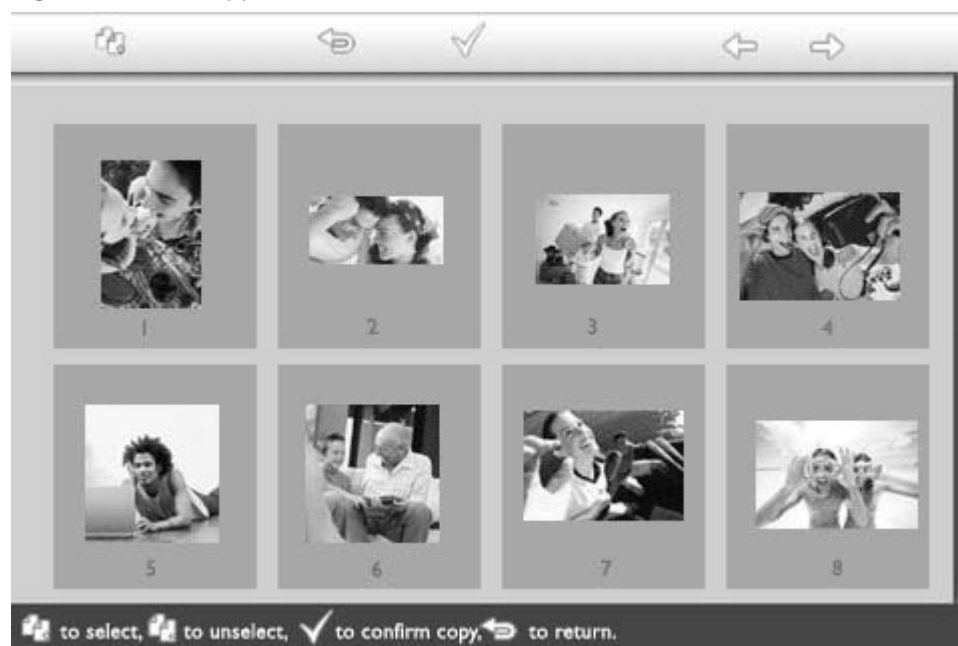 1 2 3 4
5 6 7 8
to select, to unselect, to confirm copy, to return.